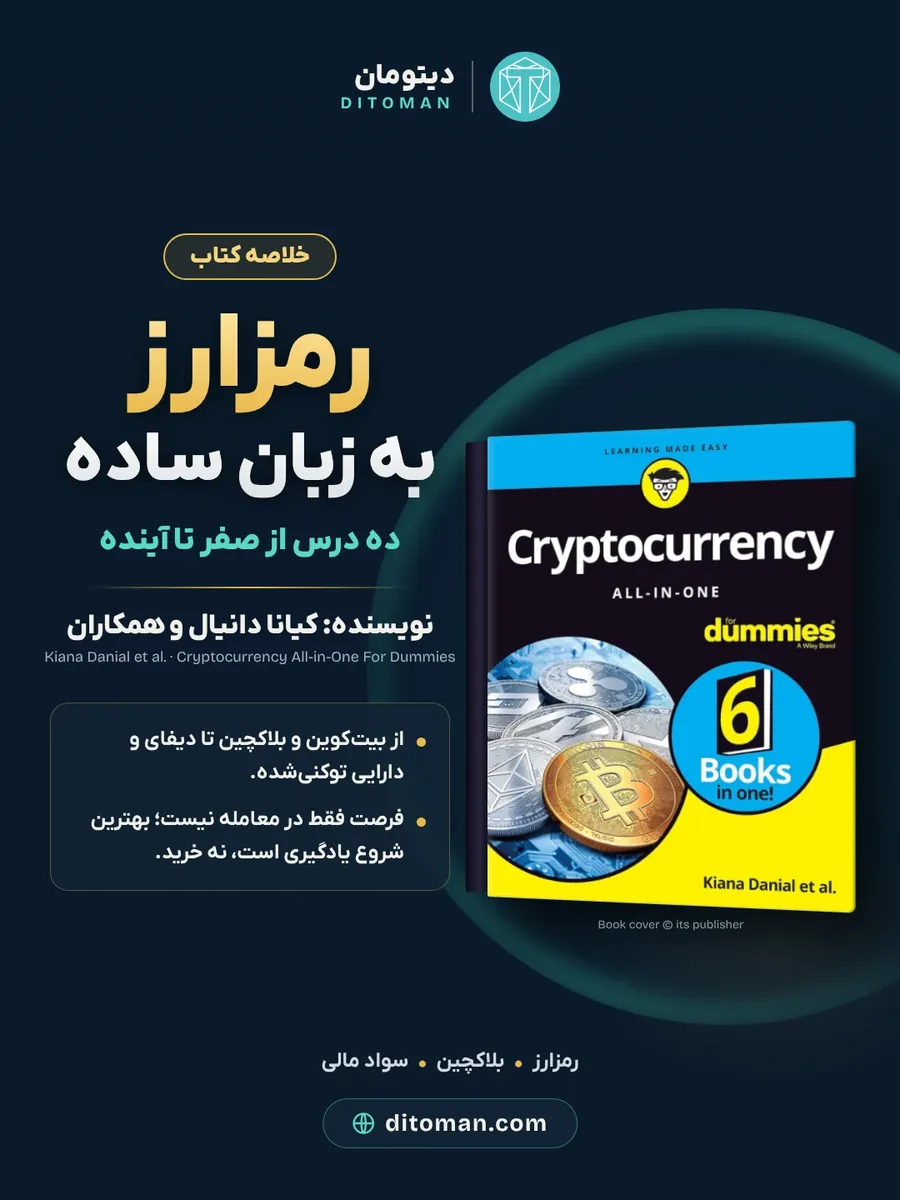 دیتومان
DITOMAN
خلاصه کتاب
رمزارز
به زبان ساده
ده درس از صفر تا آینده
نویسنده: کیانا دانیال و همکاران
Kiana Danial et al. · Cryptocurrency All-in-One For Dummies
از بیت‌کوین و بلاکچین تا دیفای و
دارایی توکنی‌شده.
فرصت فقط در معامله نیست؛ بهترین
شروع یادگیری است، نه خرید.
LEARNING MADE EASY
Cryptocurrency
ALL-IN-ONE
for
dummies
A Wiley Brand
6
Books
in one!
Kiana Danial et al.
Book cover © its publisher
رمزارز • بلاکچین • سواد مالی
ditoman.com